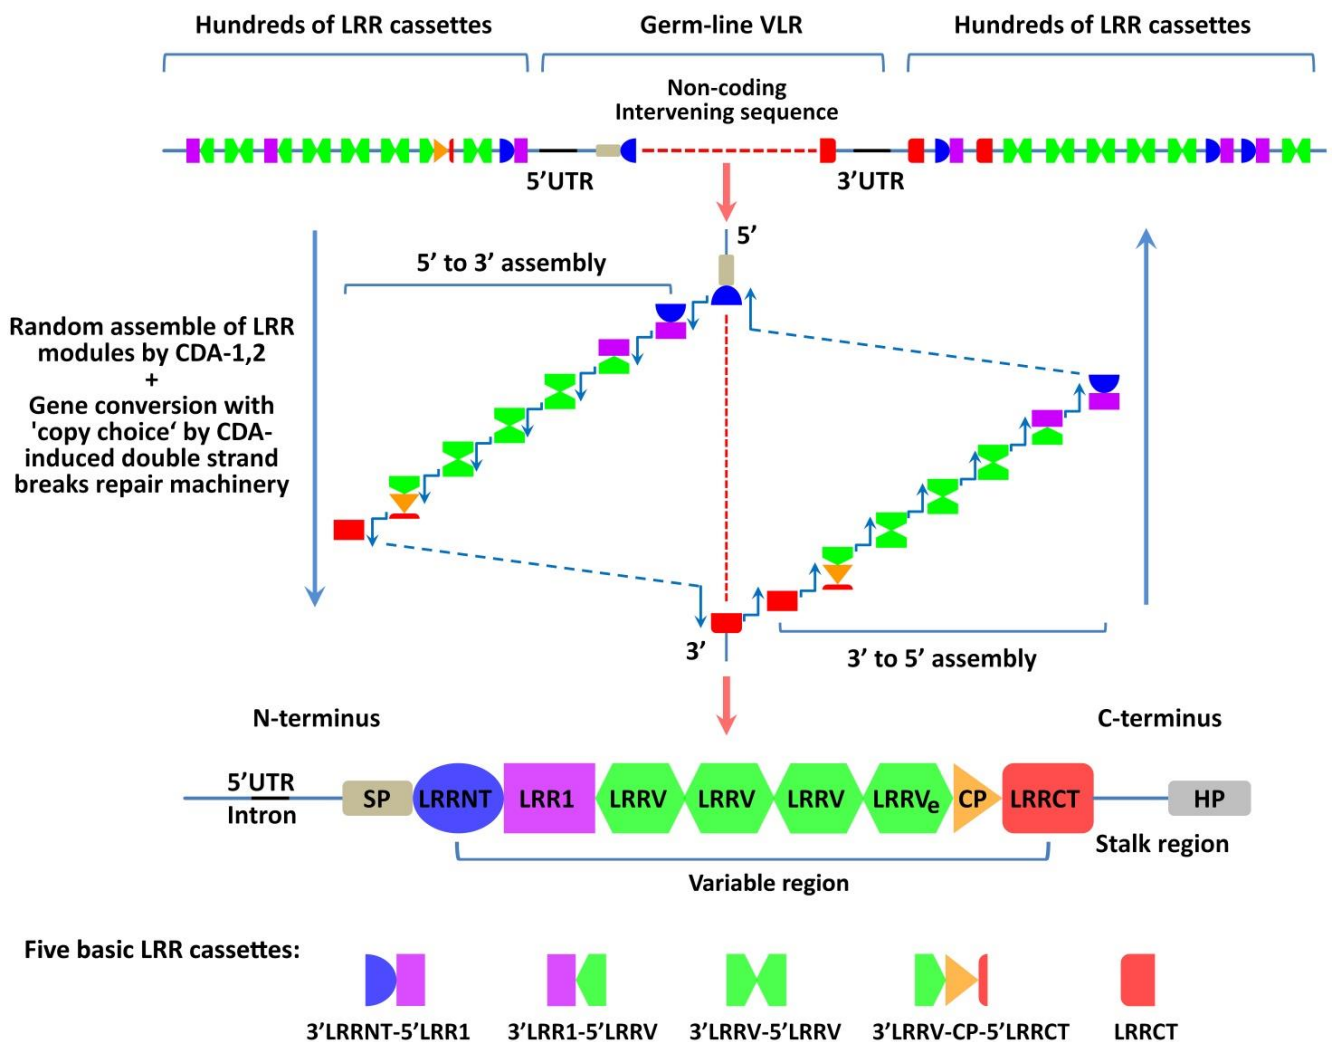 Hundreds of LRR cassettes
Germ-line VLR
Hundreds of LRR cassettes
Non-coding
Intervening sequence
5’UTR
3’UTR
5’
5’ to 3’ assembly
Random assemble of LRR
modules by CDA-1,2
+
Gene conversion with
'copy choice‘ by CDA-
induced double strand
breaks repair machinery
3’
3’ to 5’ assembly
N-terminus
C-terminus
5’UTR
Intron
SP
LRRNT
LRR1
LRRV
LRRV
LRRV
LRRVe
CP
LRRCT
HP
Stalk region
Variable region
Five basic LRR cassettes:
3’LRRNT-5’LRR1
3’LRR1-5’LRRV
3’LRRV-5’LRRV
3’LRRV-CP-5’LRRCT
LRRCT